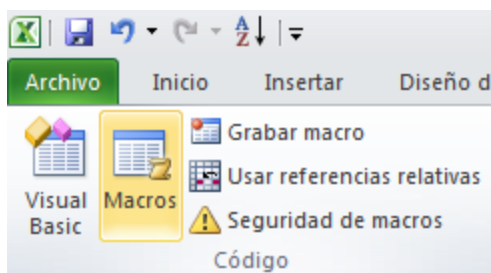 Archivo Inicio Insertar Diseño d
Visual Basic
Macros
Grabar macro
Usar referencias relativas
Seguridad de macros
Código